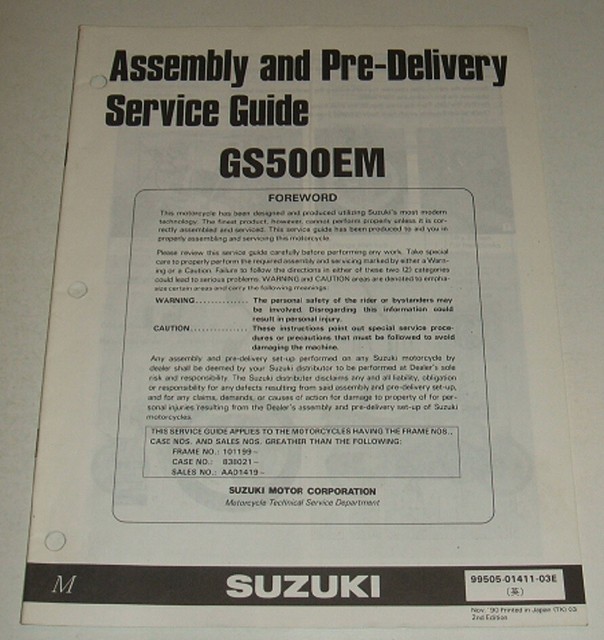 Assembly and Pre-Delivery
Service Guide
GS500EM
FOREWORD
This motorcycle has been designed and produced utilizing Suzuki's most modern
technology. The finest product, however, cannot perform properly unless it is cor-
rectly assembled and serviced. This service guide has been produced to aid you in
properly assembling and servicing this motorcycle.
Please review this service guide carefully before performing any work. Take special
care to properly perform the required assembly and servicing marked by either a Warn-
ing or a Caution. Failure to follow the directions in either of these two (2) categories
could lead to serious problems. WARNING and CAUTION areas are denoted to empha-
size certain areas and carry the following meanings:
WARNING.............. The personal safety of the rider or bystanders may
be involved. Disregarding this information could
result in personal injury.
CAUTION............... These instructions point out special service proce-
dures or precautions that must be followed to avoid
damaging the machine.
Any assembly and pre-delivery set-up performed on any Suzuki motorcycle by
dealer shall be deemed by your Suzuki distributor to be performed at Dealer's sole
risk and responsibility. The Suzuki distributer disclaims any and all liability, obligation
or responsibility for any defects resulting from said assembly and pre-delivery set-up,
and for any claims, demands, or causes of action for damage to property of for per-
sonal injuries resulting from the Dealer's assembly and pre-delivery set-up of Suzuki
motorcycles.
THIS SERVICE GUIDE APPLIES TO THE MOTORCYCLES HAVING THE FRAME NOS.,
CASE NOS. AND SALES NOS. GREATHER THAN THE FOLLOWING:
FRAME NO.: 101199~
CASE NO.: 838021~
SALES NO.: AA01419~
SUZUKI MOTOR CORPORATION
Motorcycle Technical Service Department
M SUZUKI 99505-01411-03E
(英)
Nov. '90 Printed in Japan (TK) 03
2nd Edition